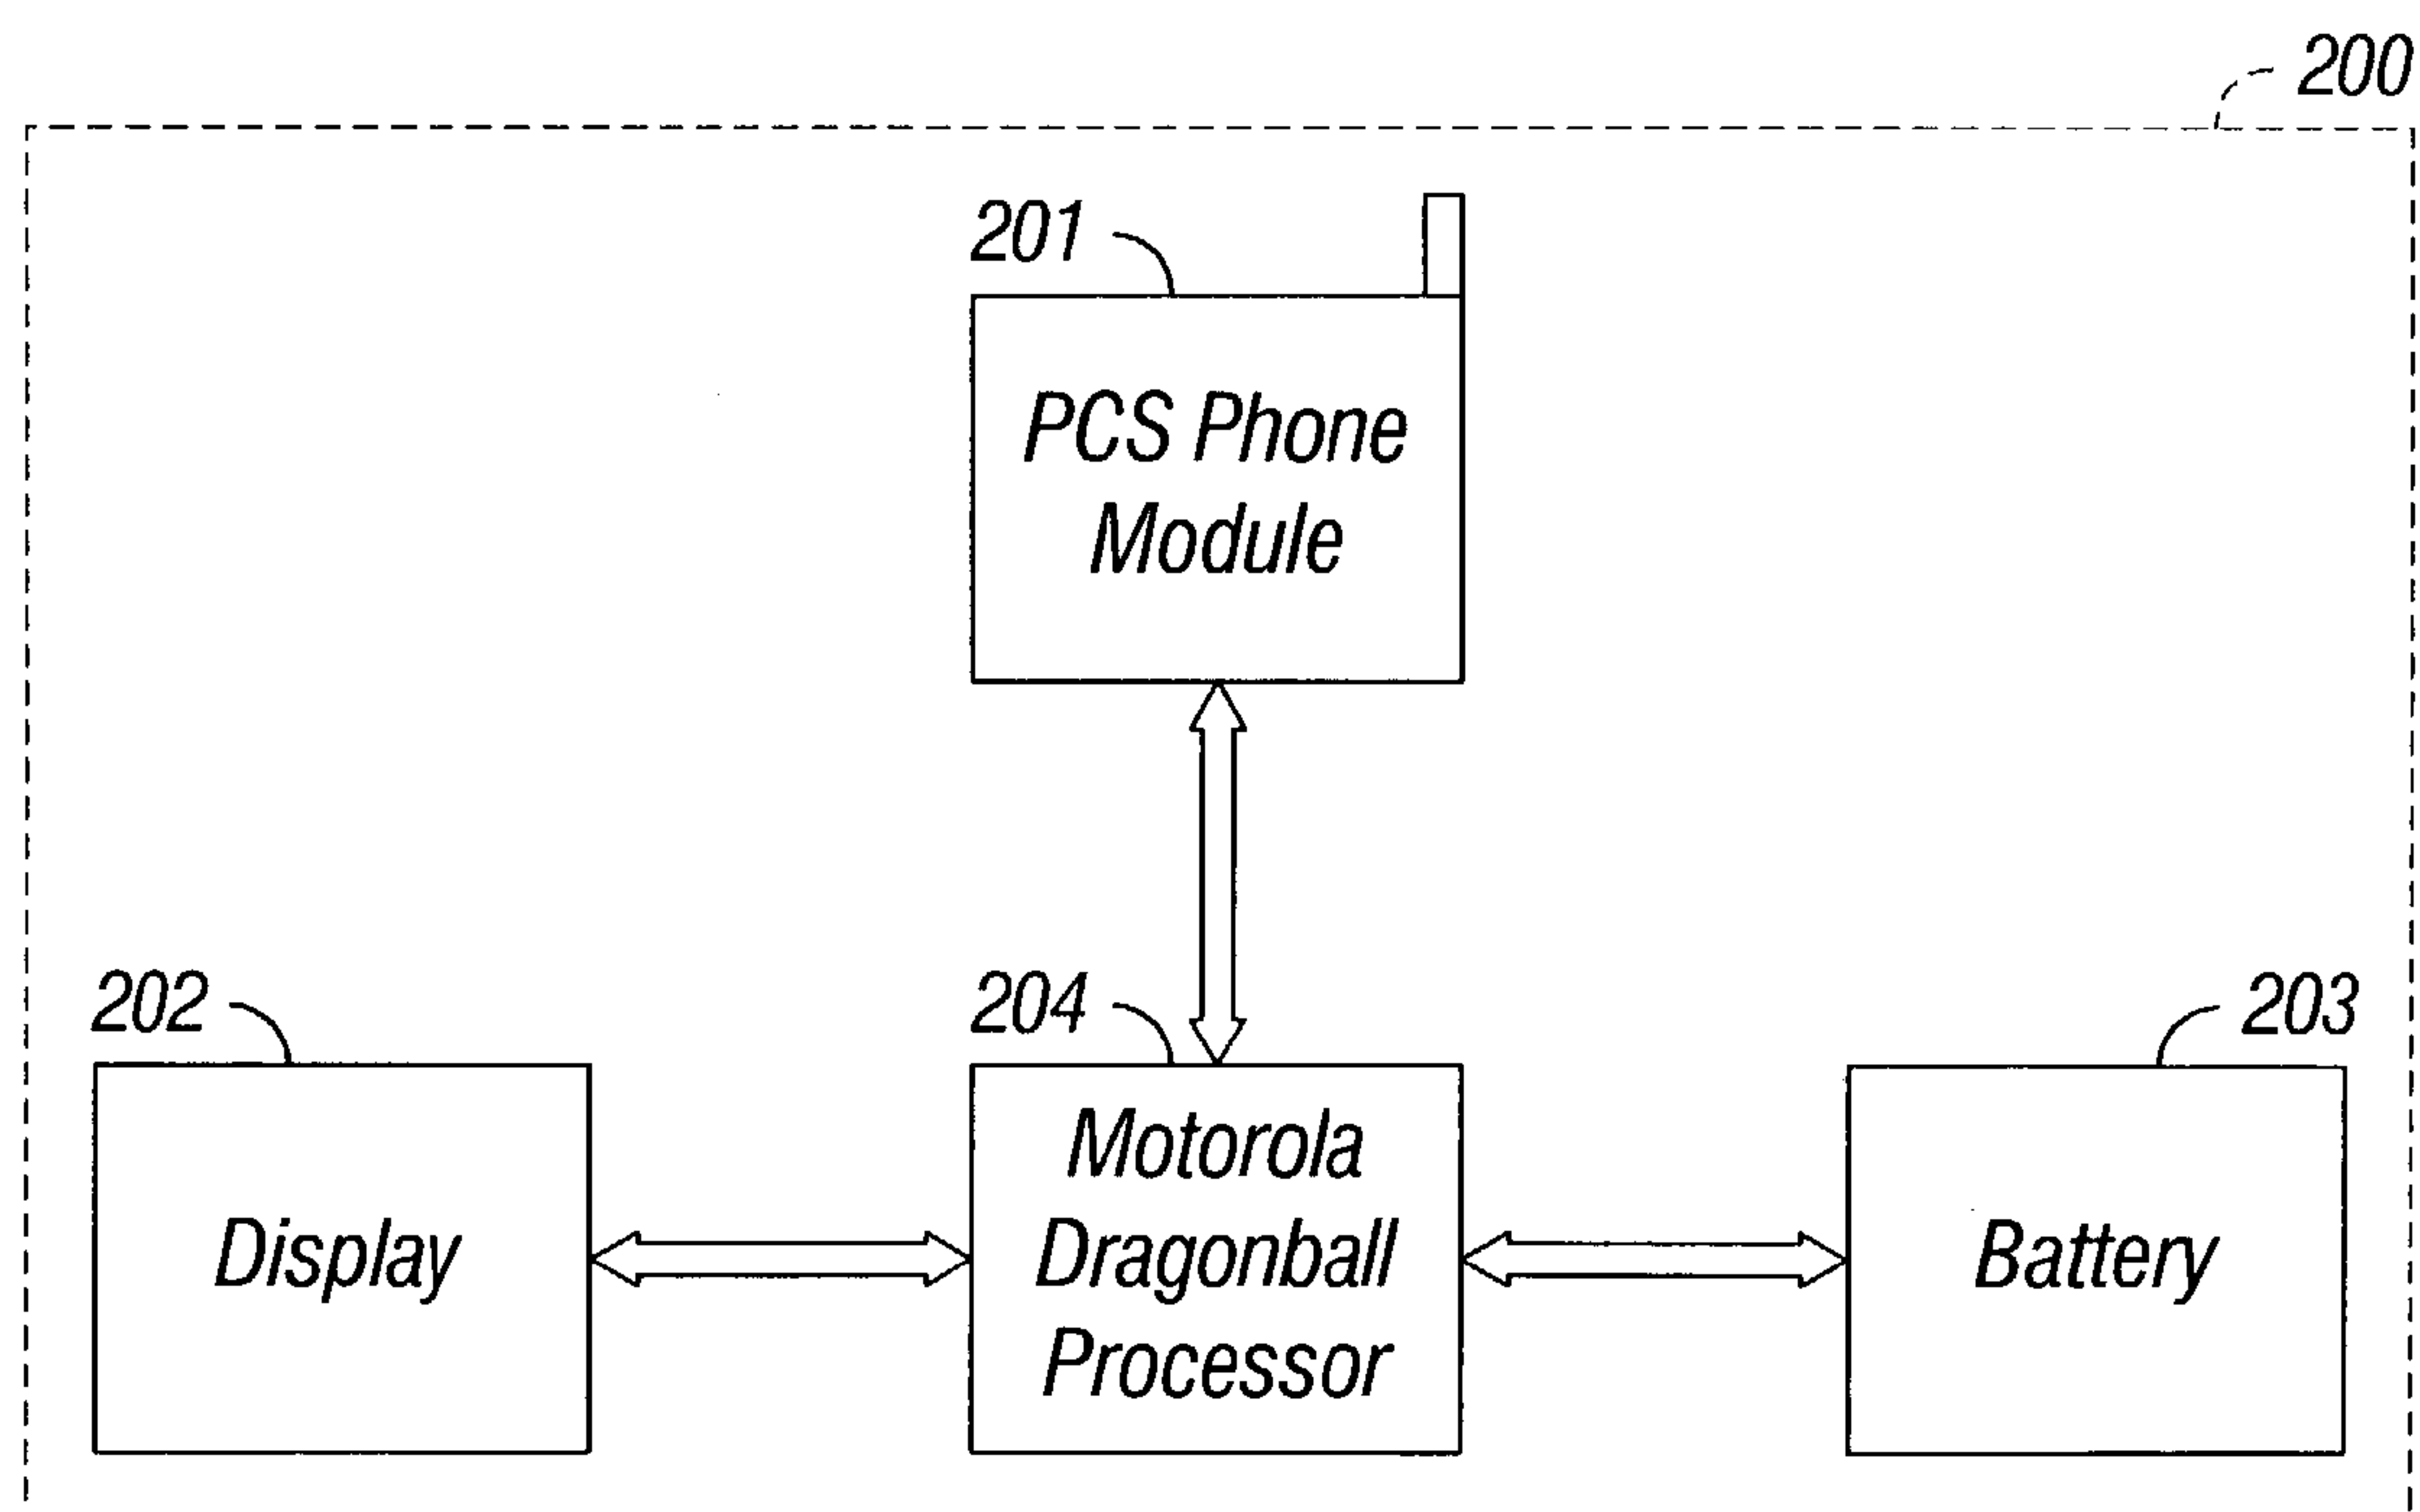 200
201
PCS Phone
Module
202
204
203
Motorola
Dragonball
Processor
Display
Battery